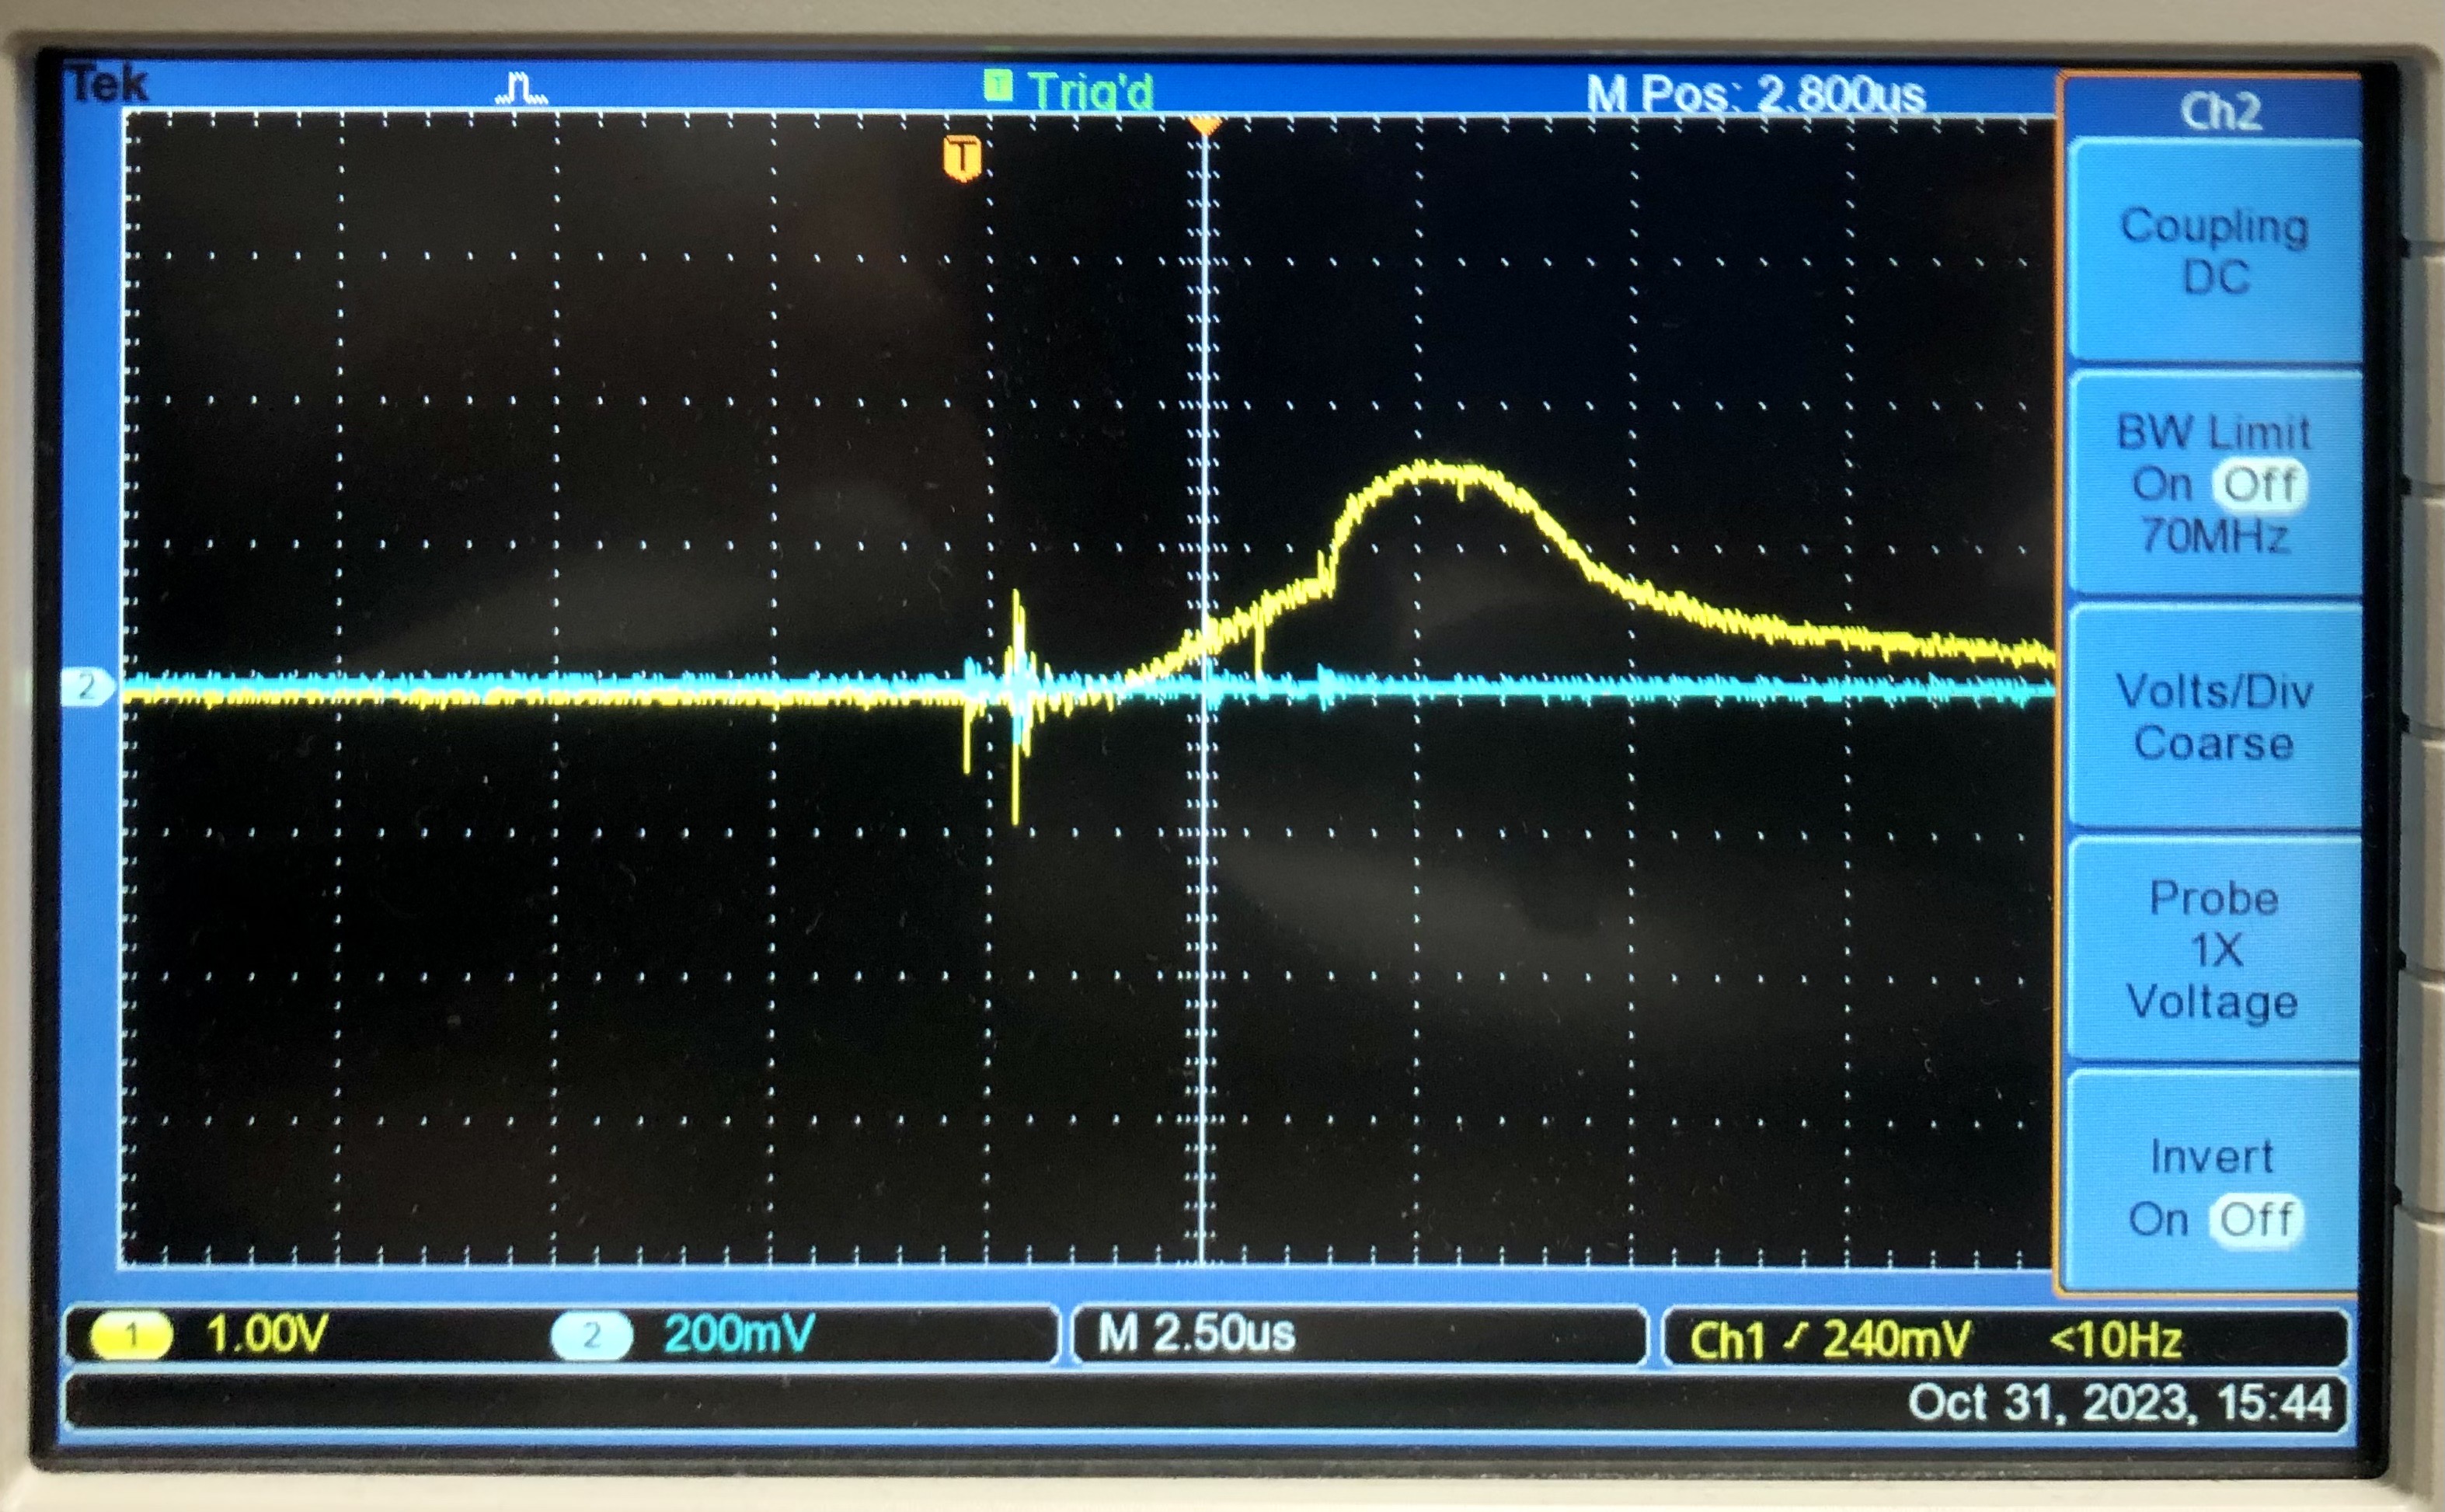 Tek T Trig'd M Pos: 2.800us
T
Ch2
Coupling
DC
BW Limit
On Off
70MHz
2
Volts/Div
Coarse
Probe
1X
Voltage
Invert
On Off
1 1.00V 2 200mV M 2.50us Ch1 240mV <10Hz
Oct 31, 2023, 15:44